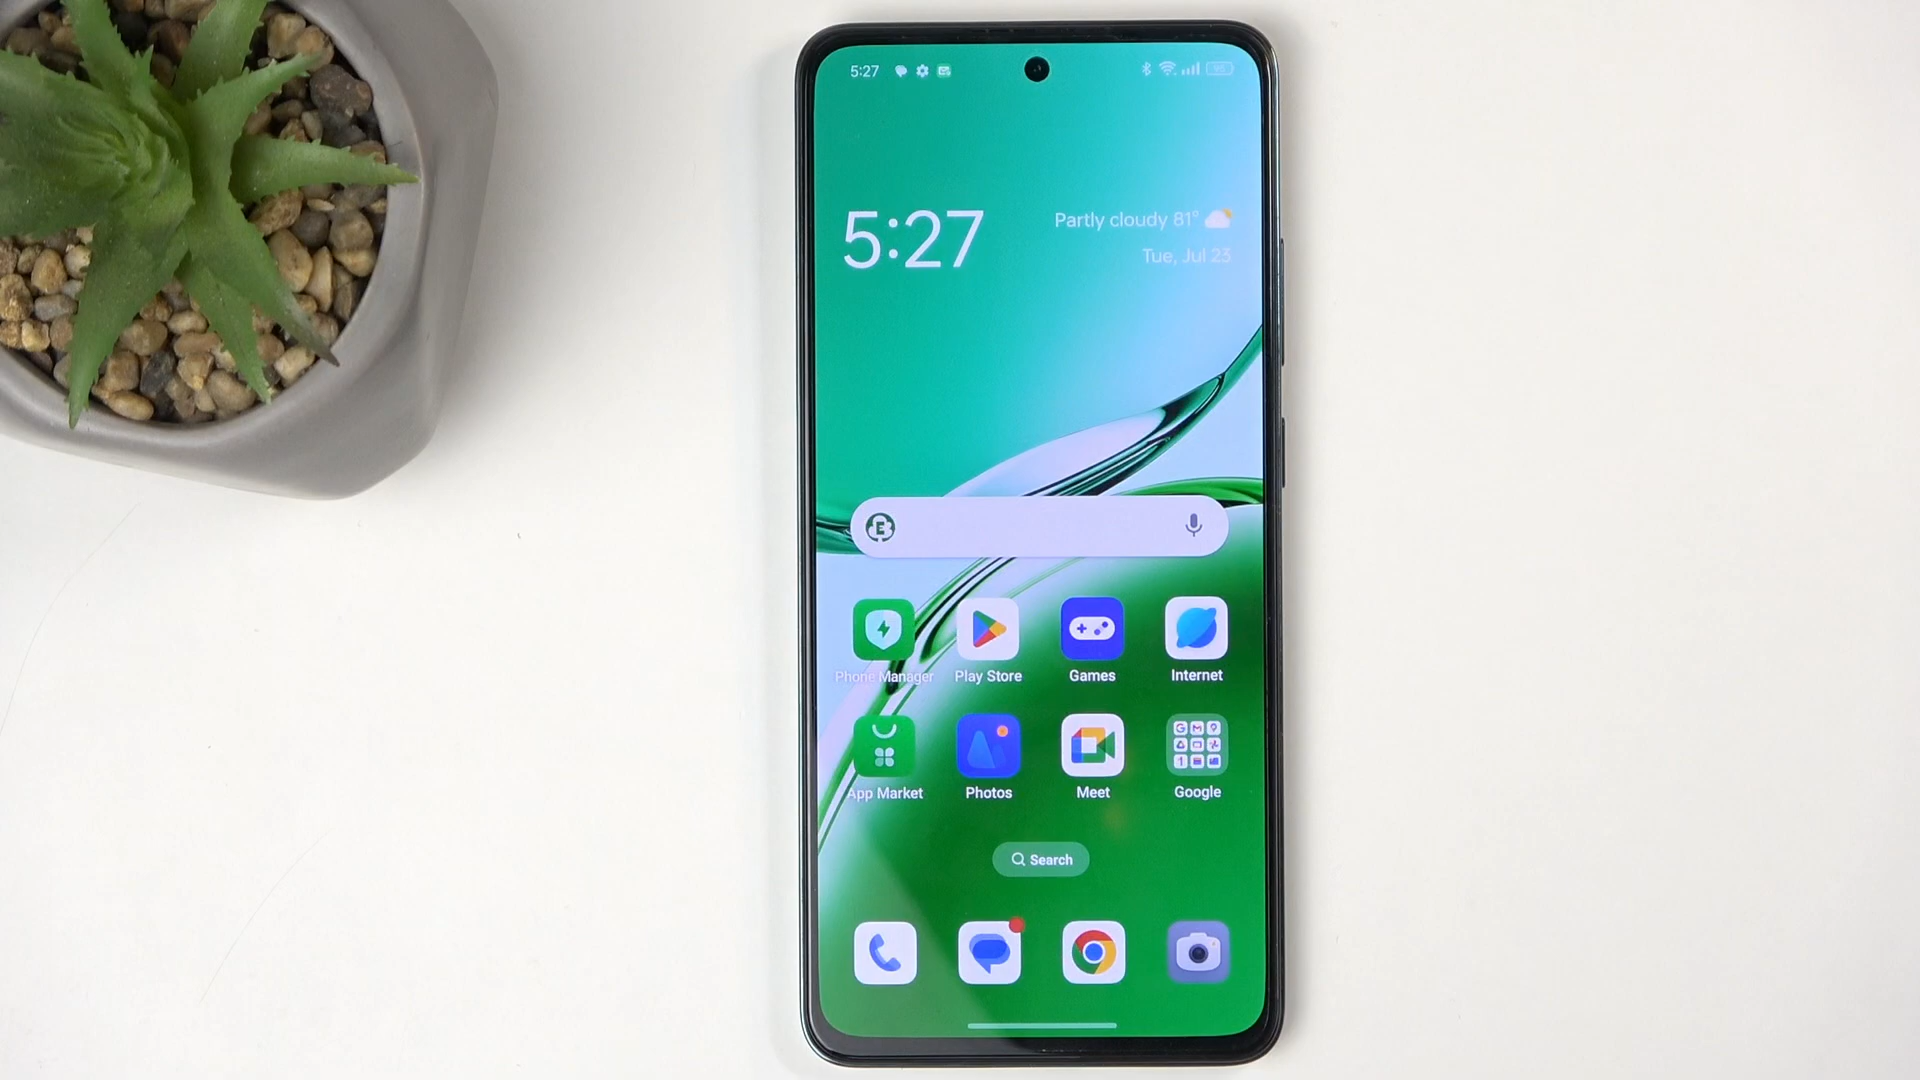 5:27
5:27
Partly cloudy 81°
Tue, Jul 23
Phone Manager
Play Store
Games
Internet
App Market
Photos
Meet
Google
Search